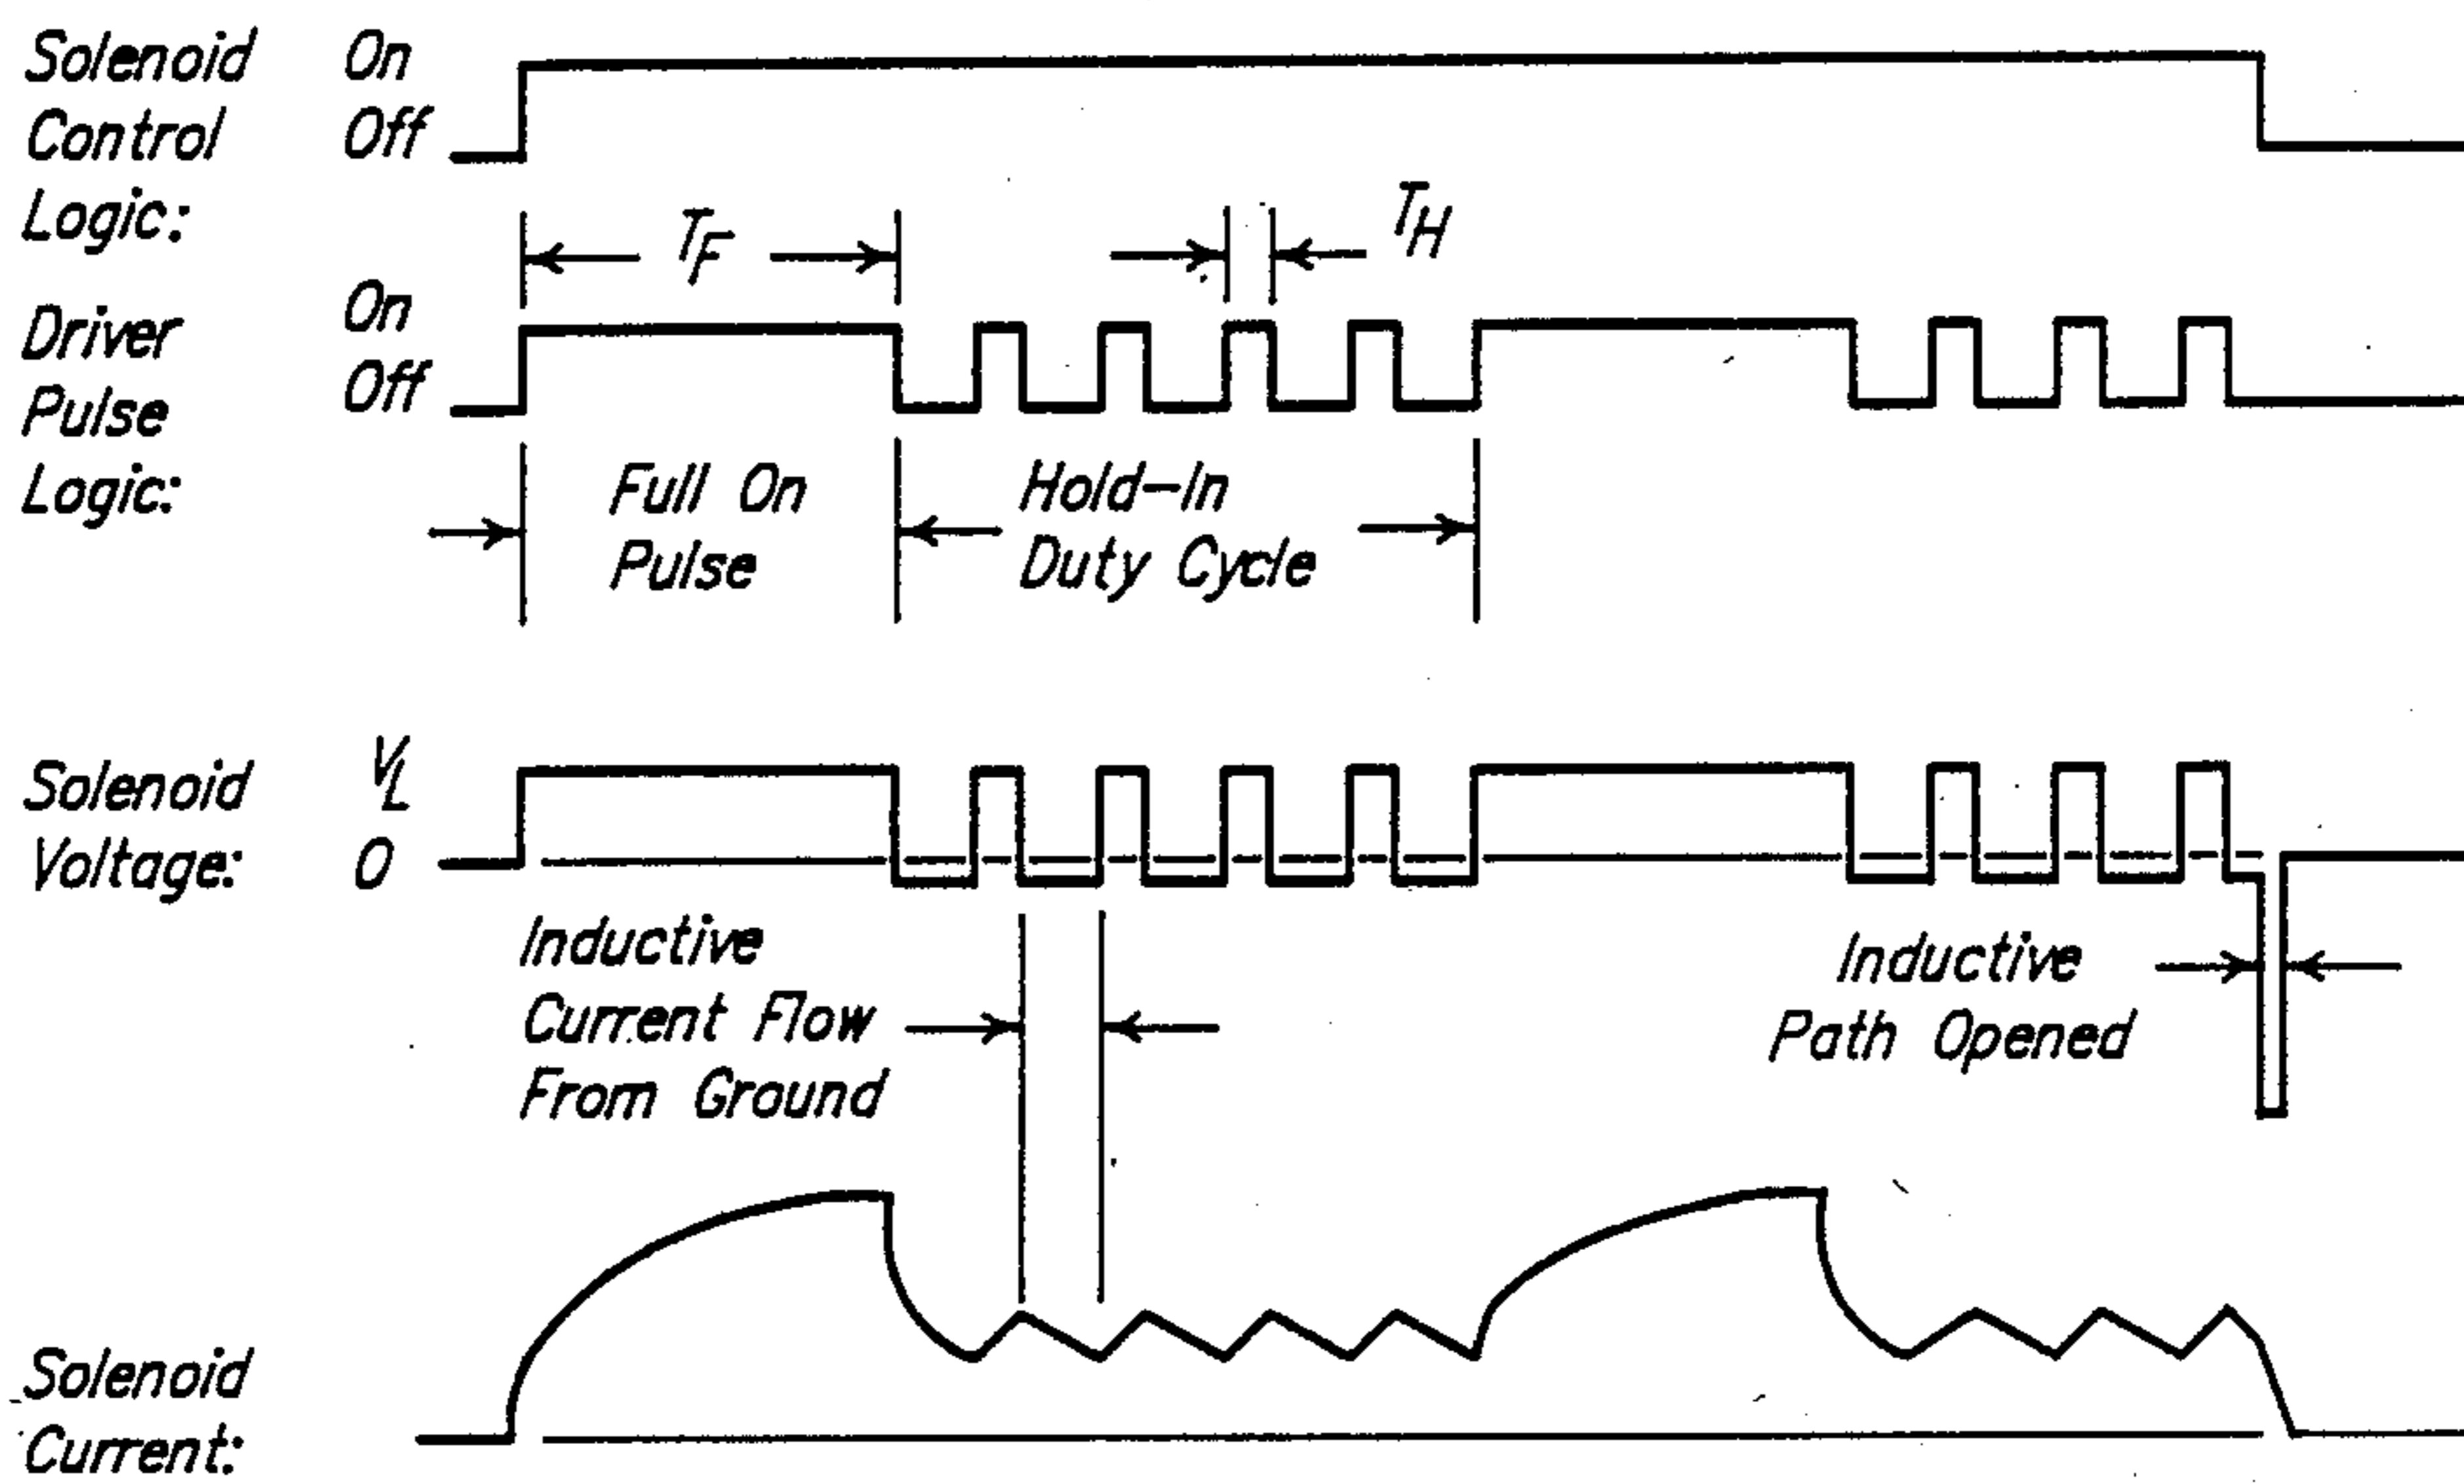 Solenoid
Control
Logic:
On
Off
TF
TH
Driver
Pulse
Logic:
On
Off
Full On
Pulse
Hold-In
Duty Cycle
Solenoid
Voltage:
VL
0
Inductive
Current Flow
From Ground
Inductive
Path Opened
Solenoid
Current: